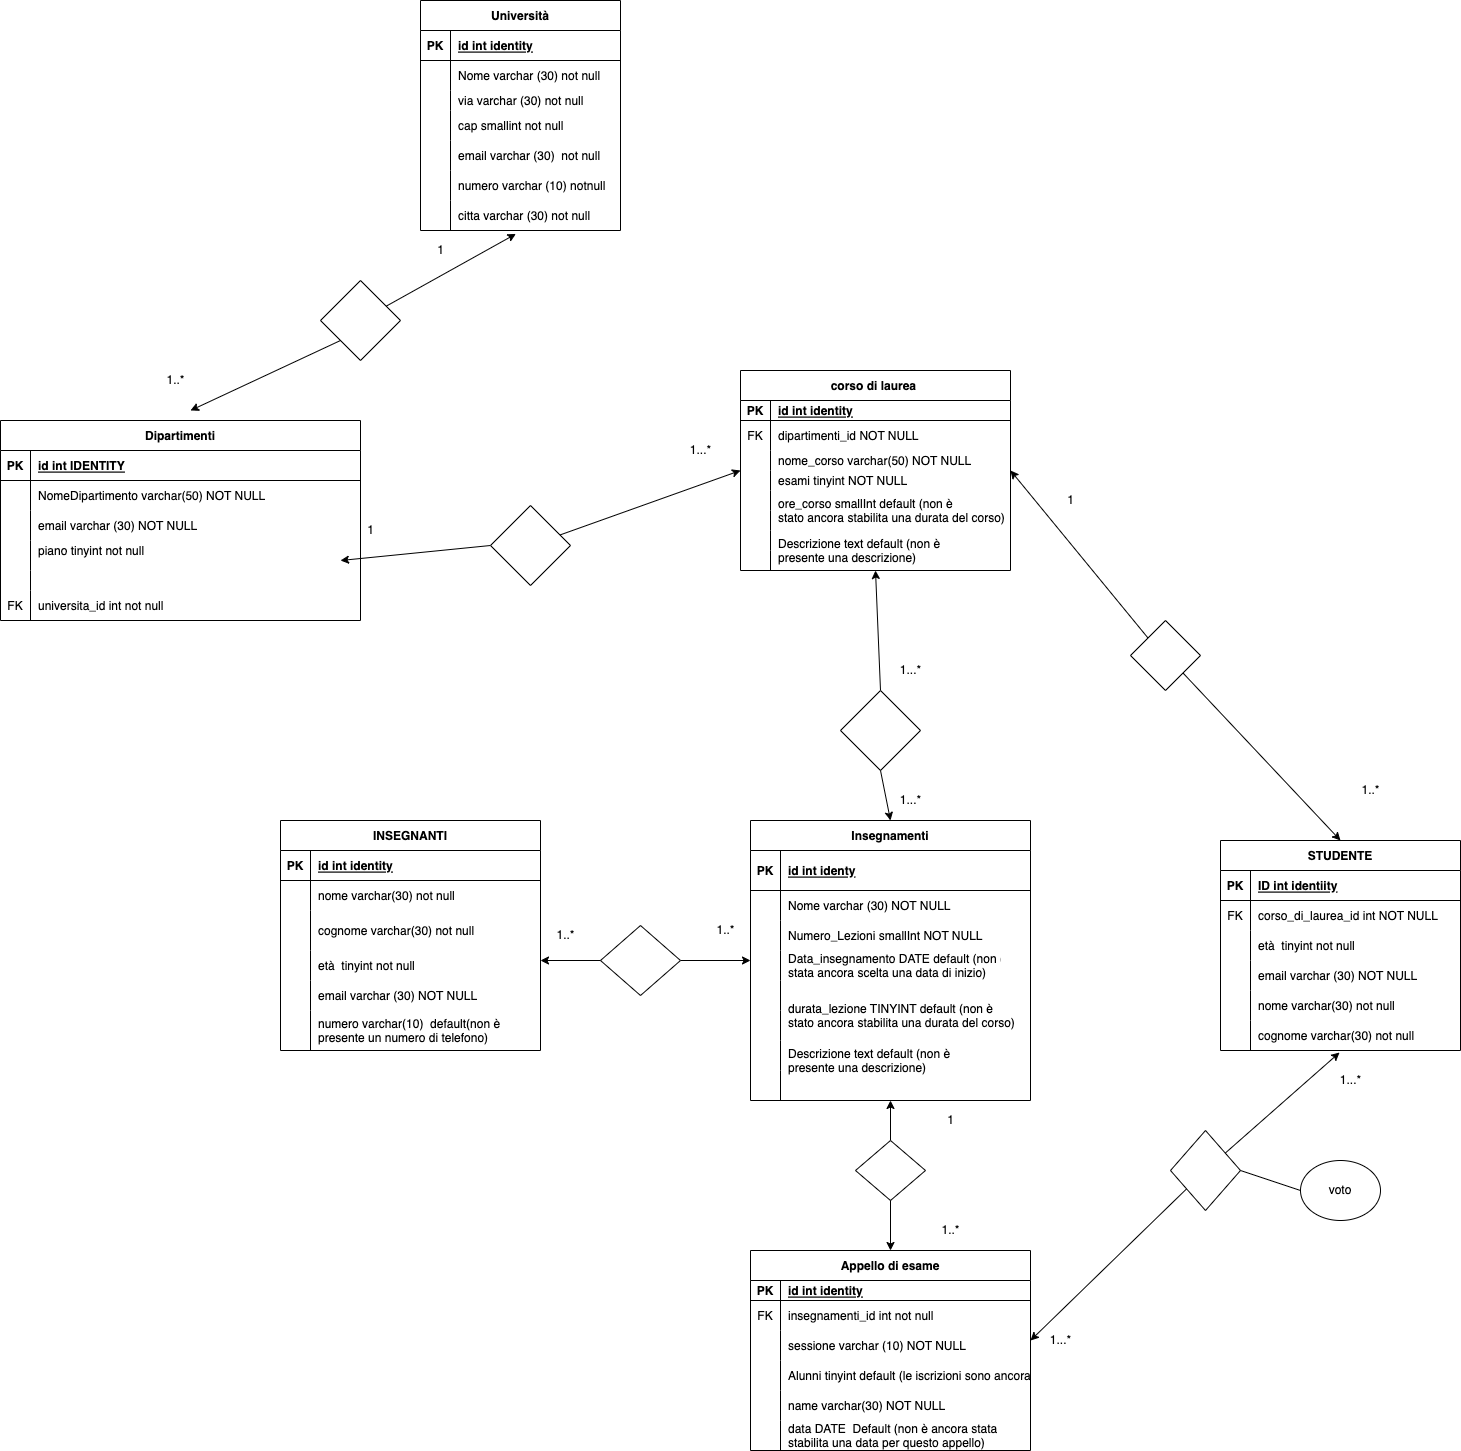 Università
PK id int identity
Nome varchar (30) not null
via varchar (30) not null
cap smallint not null
email varchar (30)  not null
numero varchar (10) notnull
citta varchar (30) not null
1
1..*
Dipartimenti
PK id int IDENTITY
NomeDipartimento varchar(50) NOT NULL
email varchar (30) NOT NULL
piano tinyint not null
FK universita_id int not null
1
1...*
corso di laurea
PK id int identity
FK dipartimenti_id NOT NULL
nome_corso varchar(50) NOT NULL
esami tinyint NOT NULL
ore_corso smallInt default (non è
stato ancora stabilita una durata del corso)
Descrizione text default (non è
presente una descrizione)
1
1..*
1...*
1...*
INSEGNANTI
PK id int identity
nome varchar(30) not null
cognome varchar(30) not null
età  tinyint not null
email varchar (30) NOT NULL
numero varchar(10)  default(non è
presente un numero di telefono)
1..*
1..*
Insegnamenti
PK id int identy
Nome varchar (30) NOT NULL
Numero_Lezioni smallInt NOT NULL
Data_insegnamento DATE default (non
stata ancora scelta una data di inizio)
durata_lezione TINYINT default (non è
stato ancora stabilita una durata del corso)
Descrizione text default (non è
presente una descrizione)
STUDENTE
PK ID int identiity
FK corso_di_laurea_id int NOT NULL
età  tinyint not null
email varchar (30) NOT NULL
nome varchar(30) not null
cognome varchar(30) not null
1...*
voto
1...*
1
1..*
Appello di esame
PK id int identity
FK insegnamenti_id int not null
sessione varchar (10) NOT NULL
Alunni tinyint default (le iscrizioni sono ancora
name varchar(30) NOT NULL
data DATE  Default (non è ancora stata
stabilita una data per questo appello)